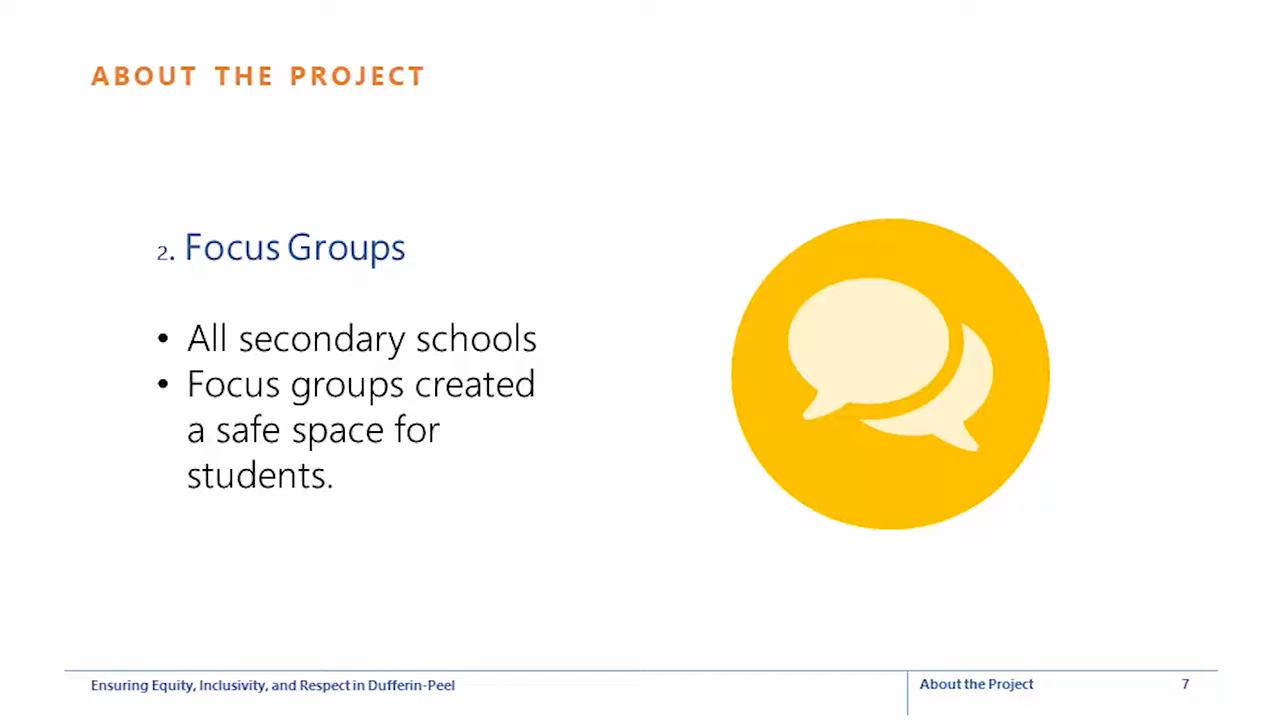 ABOUT THE PROJECT
2. Focus Groups
• All secondary schools
• Focus groups created
a safe space for
students.
Ensuring Equity, Inclusivity, and Respect in Dufferin-Peel
About the Project
7